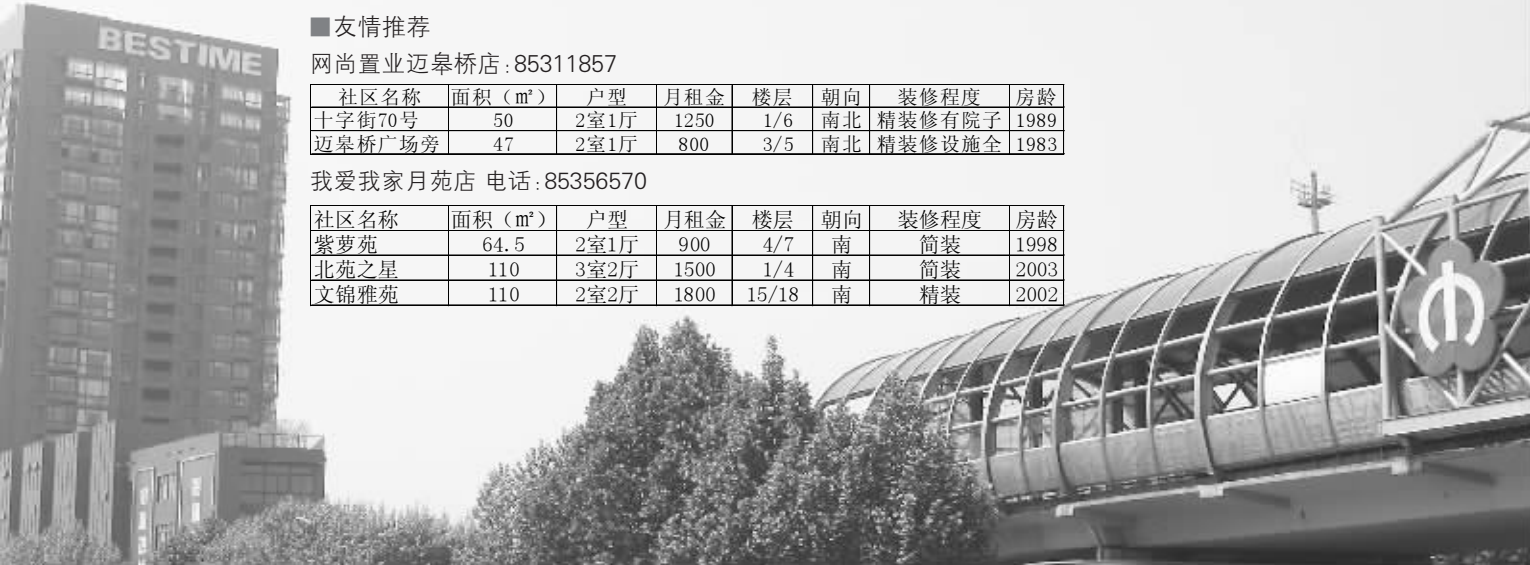 BESTIME
■友情推荐
网尚置业迈皋桥店:85311857
社区名称 面积（㎡） 户型 月租金 楼层 朝向 装修程度 房龄
十字街70号 50 2室1厅 1250 1/6 南北 精装修有院子 1989
迈皋桥广场旁 47 2室1厅 800 3/5 南北 精装修设施全 1983
我爱我家月苑店 电话:85356570
社区名称 面积（㎡） 户型 月租金 楼层 朝向 装修程度 房龄
紫萝苑 64.5 2室1厅 900 4/7 南 简装 1998
北苑之星 110 3室2厅 1500 1/4 南 简装 2003
文锦雅苑 110 2室2厅 1800 15/18 南 精装 2002